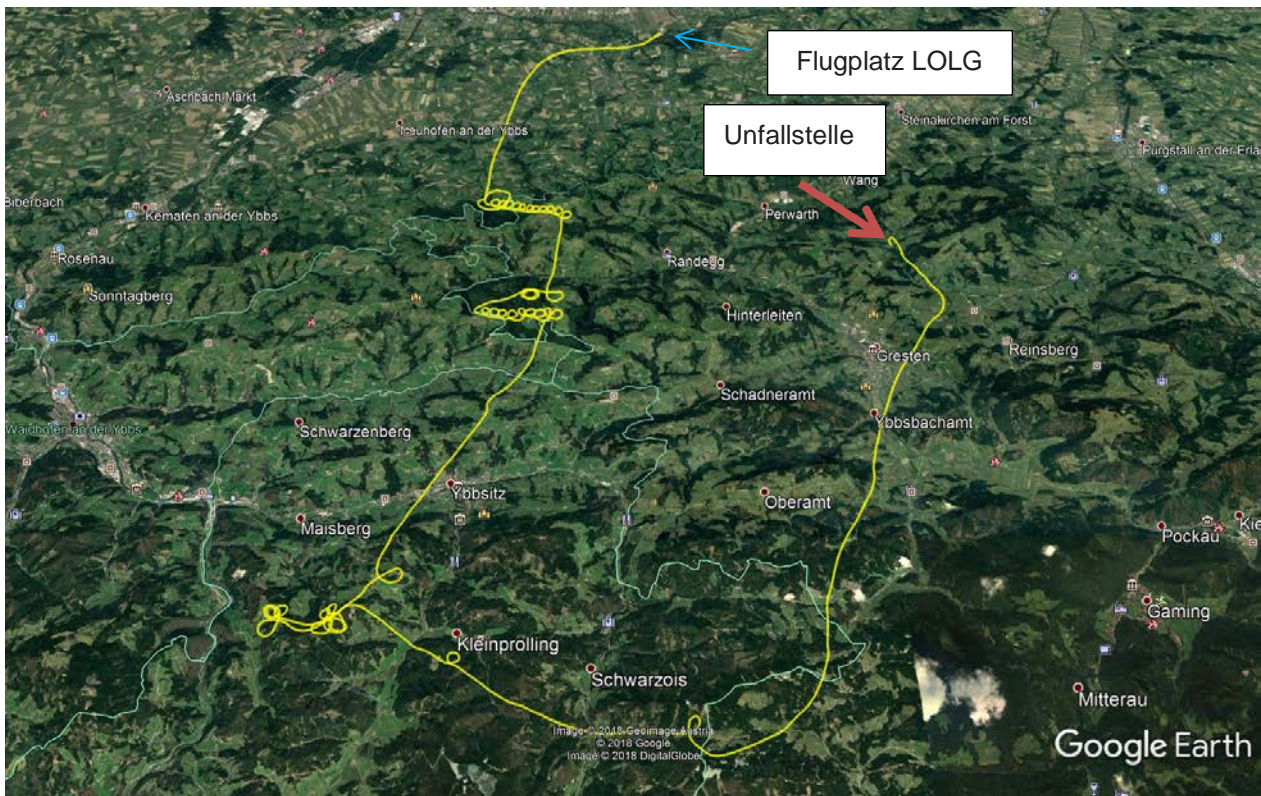 Flugplatz LOLG
Unfallstelle
Aschbach Markt
Neuhofen an der Ybbs
Steinakirchen am Forst
Purgstall an der Erla
Wang
Biberbach
Kematen an der Ybbs
Perwarth
Rosenau
Randegg
Sonntagberg
Hinterleiten
Gresten
Reinsberg
Schadneramt
Waidhofen an der Ybbs
Schwarzenberg
Ybbsbachamt
Ybbsitz
Oberamt
Maisberg
Pockau
Kie
Gaming
Kleinprolling
Schwarzois
Mitterau
Image © 2018 Geoimage Austria
© 2018 Google
Image © 2018 DigitalGlobe
Google Earth